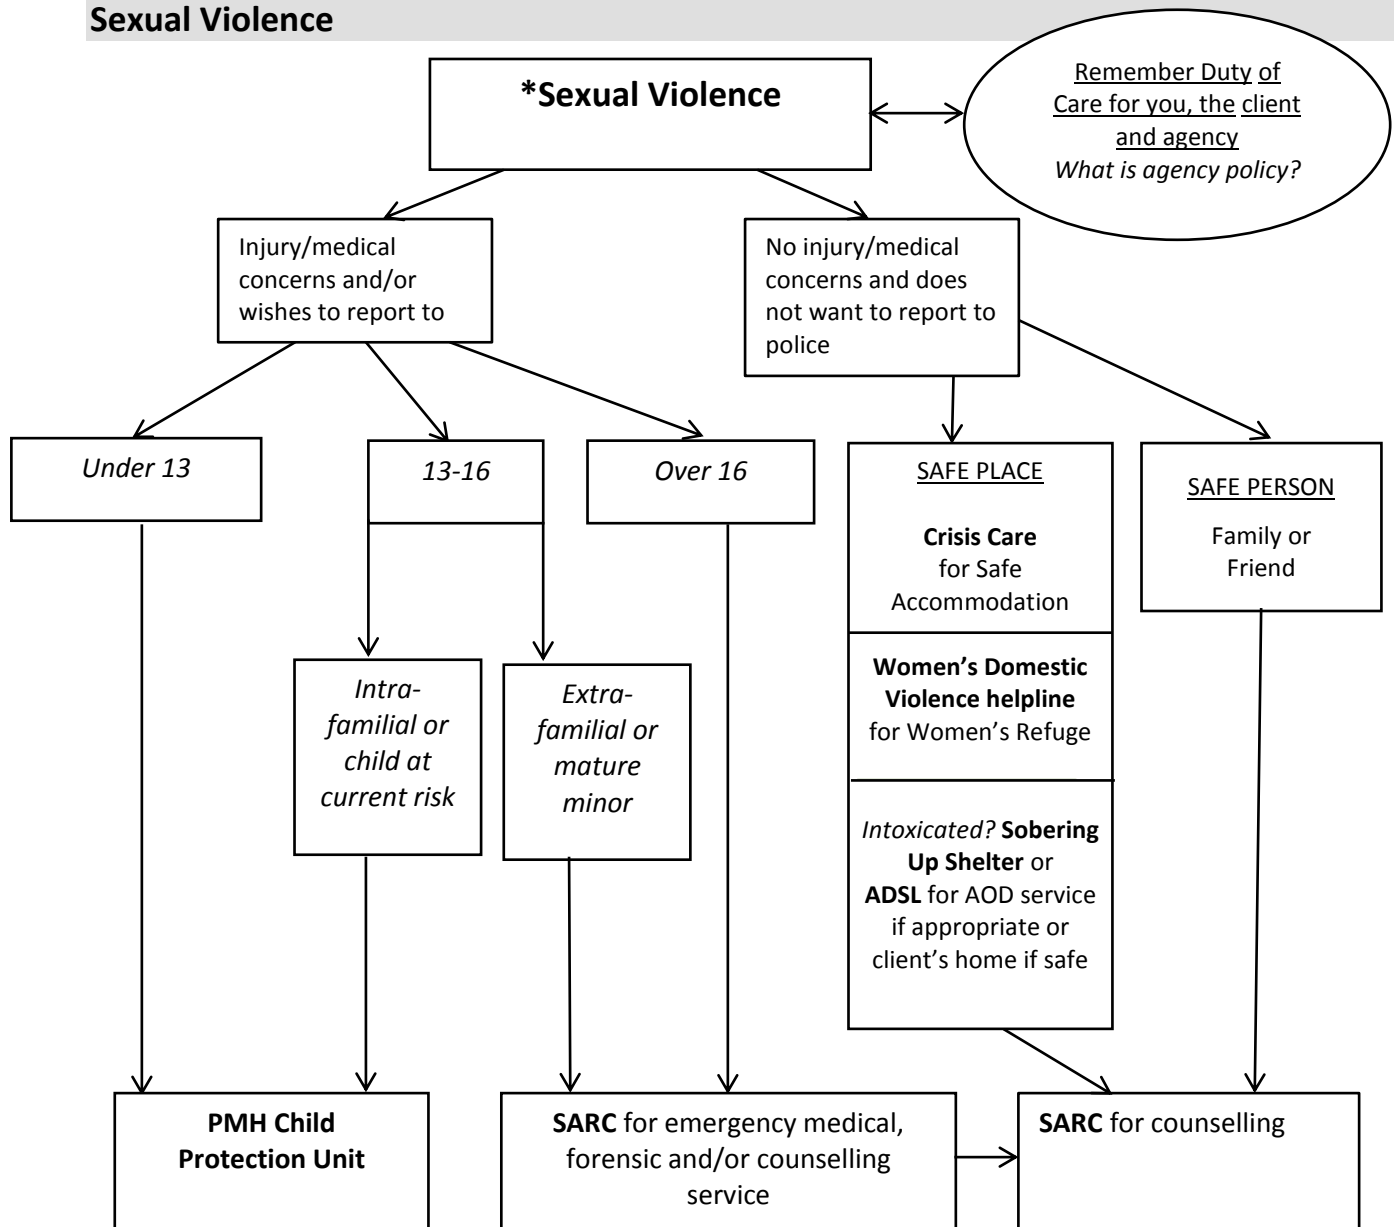 Sexual Violence
*Sexual Violence
Remember Duty of
Care for you, the client
and agency
What is agency policy?
Injury/medical
concerns and/or
wishes to report to
No injury/medical
concerns and does
not want to report to
police
Under 13
13-16
Over 16
SAFE PLACE
Crisis Care
for Safe
Accommodation
Women’s Domestic
Violence helpline
for Women’s Refuge
Intoxicated? Sobering
Up Shelter or
ADSL for AOD service
if appropriate or
client’s home if safe
SAFE PERSON
Family or
Friend
Intra-
familial or
child at
current risk
Extra-
familial or
mature
minor
PMH Child
Protection Unit
SARC for emergency medical,
forensic and/or counselling
service
SARC for counselling